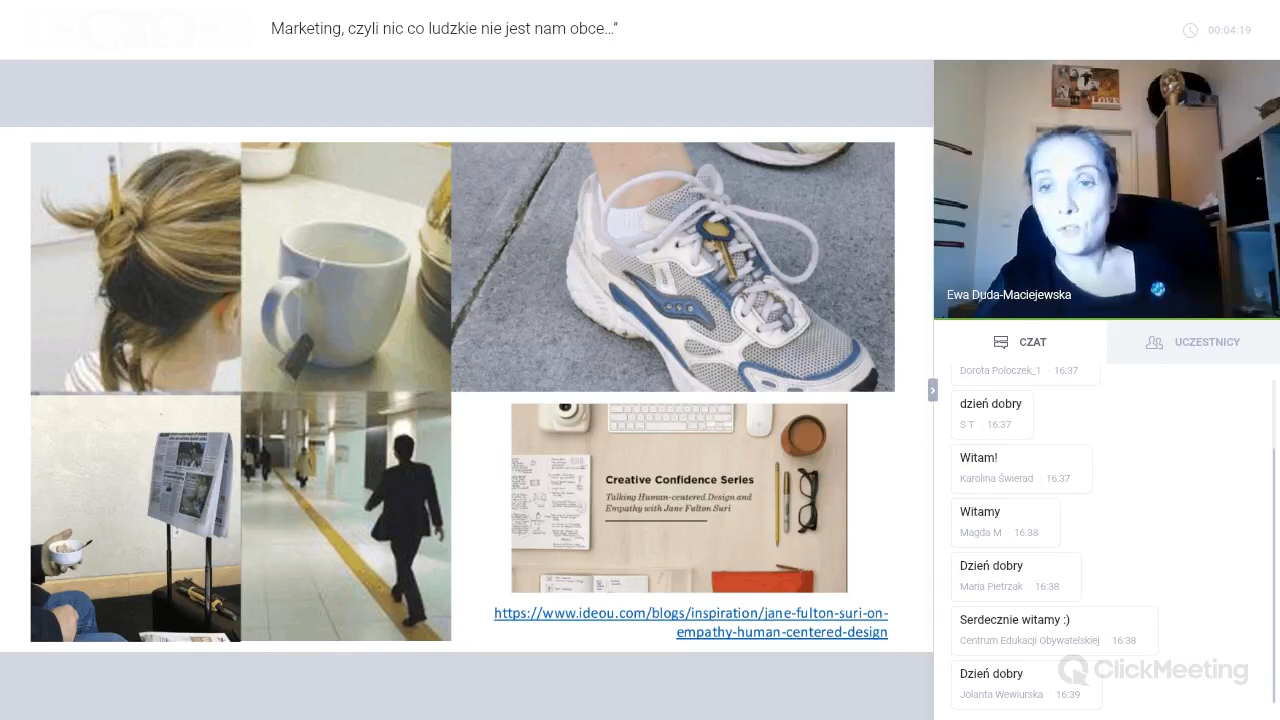 Marketing, czyli nic co ludzkie nie jest nam obce…”
00:04:19
LOVE
Ewa Duda-Maciejewska
CZAT
UCZESTNICY
Dorota Poloczek_1 16:37
dzień dobry
S T 16:37
Witam!
Karolina Świerad 16:37
Witamy
Magda M 16:38
Dzień dobry
Maria Pietrzak 16:38
Serdecznie witamy :)
Centrum Edukacji Obywatelskiej 16:38
Dzień dobry
Jolanta Wewiurska 16:39
ClickMeeting
Creative Confidence Series
Talking Human-centered Design and
Empathy with Jane Fulton Suri
https://www.ideou.com/blogs/inspiration/jane-fulton-suri-on-
empathy-human-centered-design